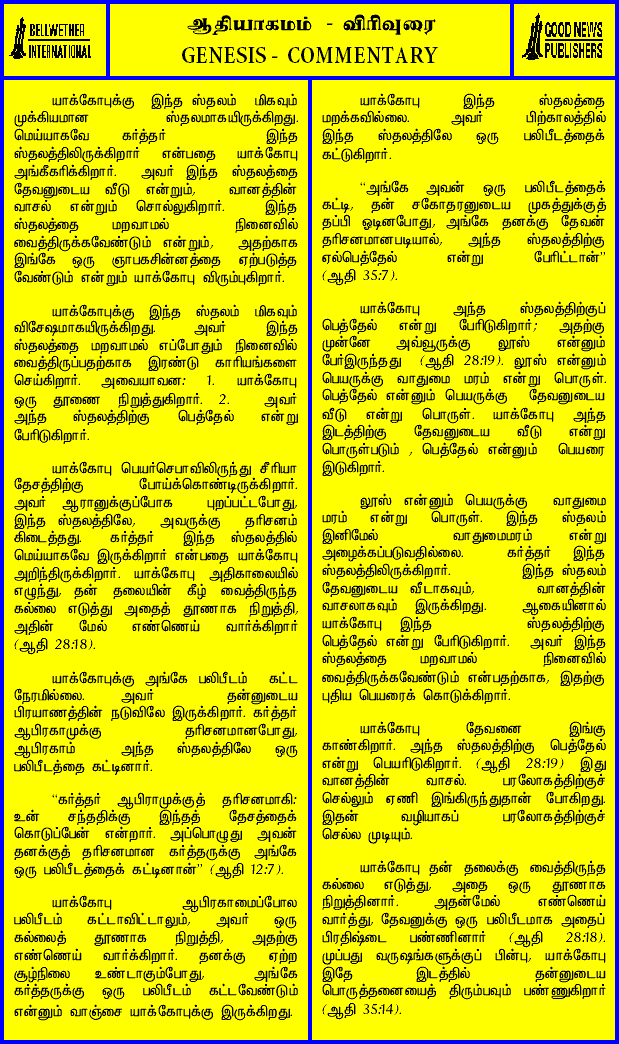 BELLWETHER
INTERNATIONAL
ஆதியாகமம் - விரிவுரை
GENESIS - COMMENTARY
GOOD NEWS
PUBLISHERS
யாக்கோபுக்கு இந்த ஸ்தலம் மிகவும்
முக்கியமான ஸ்தலமாகயிருக்கிறது.
மெய்யாகவே கர்த்தர் இந்த
ஸ்தலத்திலிருக்கிறார் என்பதை யாக்கோபு
அங்கீகரிக்கிறார். அவர் இந்த ஸ்தலத்தை
தேவனுடைய வீடு என்றும், வானத்தின்
வாசல் என்றும் சொல்லுகிறார். இந்த
ஸ்தலத்தை மறவாமல் நினைவில்
வைத்திருக்கவேண்டும் என்றும், அதற்காக
இங்கே ஒரு ஞாபகசின்னத்தை ஏற்படுத்த
வேண்டும் என்றும் யாக்கோபு விரும்புகிறார்.
யாக்கோபுக்கு இந்த ஸ்தலம் மிகவும்
விசேஷமாகயிருக்கிறது. அவர் இந்த
ஸ்தலத்தை மறவாமல் எப்போதும் நினைவில்
வைத்திருப்பதற்காக இரண்டு காரியங்களை
செய்கிறார். அவையாவன: 1. யாக்கோபு
ஒரு தூணை நிறுத்துகிறார். 2. அவர்
அந்த ஸ்தலத்திற்கு பெத்தேல் என்று
பேரிடுகிறார்.
யாக்கோபு பெயர்செபாவிலிருந்து சீரியா
தேசத்திற்கு போய்க்கொண்டிருக்கிறார்.
அவர் ஆரானுக்குப்போக புறப்பட்டபோது,
இந்த ஸ்தலத்திலே, அவருக்கு தரிசனம்
கிடைத்தது. கர்த்தர் இந்த ஸ்தலத்தில்
மெய்யாகவே இருக்கிறார் என்பதை யாக்கோபு
அறிந்திருக்கிறார். யாக்கோபு அதிகாலையில்
எழுந்து, தன் தலையின் கீழ் வைத்திருந்த
கல்லை எடுத்து அதைத் தூணாக நிறுத்தி,
அதின் மேல் எண்ணெய் வார்க்கிறார்
(ஆதி 28:18).
யாக்கோபுக்கு அங்கே பலிபீடம் கட்ட
நேரமில்லை. அவர் தன்னுடைய
பிரயாணத்தின் நடுவிலே இருக்கிறார். கர்த்தர்
ஆபிரகாமுக்கு தரிசனமானபோது,
ஆபிரகாம் அந்த ஸ்தலத்திலே ஒரு
பலிபீடத்தை கட்டினார்.
“கர்த்தர் ஆபிராமுக்குத் தரிசனமாகி:
உன் சந்ததிக்கு இந்தத் தேசத்தைக்
கொடுப்பேன் என்றார். அப்பொழுது அவன்
தனக்குத் தரிசனமான கர்த்தருக்கு அங்கே
ஒரு பலிபீடத்தைக் கட்டினான்” (ஆதி 12:7).
யாக்கோபு ஆபிரகாமைப்போல
பலிபீடம் கட்டாவிட்டாலும், அவர் ஒரு
கல்லைத் தூணாக நிறுத்தி, அதற்கு
எண்ணெய் வார்க்கிறார். தனக்கு ஏற்ற
சூழ்நிலை உண்டாகும்போது, அங்கே
கர்த்தருக்கு ஒரு பலிபீடம் கட்டவேண்டும்
என்னும் வாஞ்சை யாக்கோபுக்கு இருக்கிறது.
யாக்கோபு இந்த ஸ்தலத்தை
மறக்கவில்லை. அவர் பிற்காலத்தில்
இந்த ஸ்தலத்திலே ஒரு பலிபீடத்தைக்
கட்டுகிறார்.
“அங்கே அவன் ஒரு பலிபீடத்தைக்
கட்டி, தன் சகோதரனுடைய முகத்துக்குத்
தப்பி ஓடினபோது, அங்கே தனக்கு தேவன்
தரிசனமானபடியால், அந்த ஸ்தலத்திற்கு
ஏல்பெத்தேல் என்று பேரிட்டான்”
(ஆதி 35:7).
யாக்கோபு அந்த ஸ்தலத்திற்குப்
பெத்தேல் என்று பேரிடுகிறார்; அதற்கு
முன்னே அவ்வூருக்கு லூஸ் என்னும்
பேர்இருந்தது (ஆதி 28:19). லூஸ் என்னும்
பெயருக்கு வாதுமை மரம் என்று பொருள்.
பெத்தேல் என்னும் பெயருக்கு தேவனுடைய
வீடு என்று பொருள். யாக்கோபு அந்த
இடத்திற்கு தேவனுடைய வீடு என்று
பொருள்படும் , பெத்தேல் என்னும் பெயரை
இடுகிறார்.
லூஸ் என்னும் பெயருக்கு வாதுமை
மரம் என்று பொருள். இந்த ஸ்தலம்
இனிமேல் வாதுமைமரம் என்று
அழைக்கப்படுவதில்லை. கர்த்தர் இந்த
ஸ்தலத்திலிருக்கிறார். இந்த ஸ்தலம்
தேவனுடைய வீடாகவும், வானத்தின்
வாசலாகவும் இருக்கிறது. ஆகையினால்
யாக்கோபு இந்த ஸ்தலத்திற்கு
பெத்தேல் என்று பேரிடுகிறார். அவர் இந்த
ஸ்தலத்தை மறவாமல் நினைவில்
வைத்திருக்கவேண்டும் என்பதற்காக, இதற்கு
புதிய பெயரைக் கொடுக்கிறார்.
யாக்கோபு தேவனை இங்கு
காண்கிறார். அந்த ஸ்தலத்திற்கு பெத்தேல்
என்று பெயரிடுகிறார். (ஆதி 28:19) இது
வானத்தின் வாசல். பரலோகத்திற்குச்
செல்லும் ஏணி இங்கிருந்துதான் போகிறது.
இதன் வழியாகப் பரலோகத்திற்குச்
செல்ல முடியும்.
யாக்கோபு தன் தலைக்கு வைத்திருந்த
கல்லை எடுத்து, அதை ஒரு தூணாக
நிறுத்தினார். அதன்மேல் எண்ணெய்
வார்த்து, தேவனுக்கு ஒரு பலிபீடமாக அதைப்
பிரதிஷ்டை பண்ணினார் (ஆதி 28:18).
முப்பது வருஷங்களுக்குப் பின்பு, யாக்கோபு
இதே இடத்தில் தன்னுடைய
பொருத்தனையைத் திரும்பவும் பண்ணுகிறார்
(ஆதி 35:14).